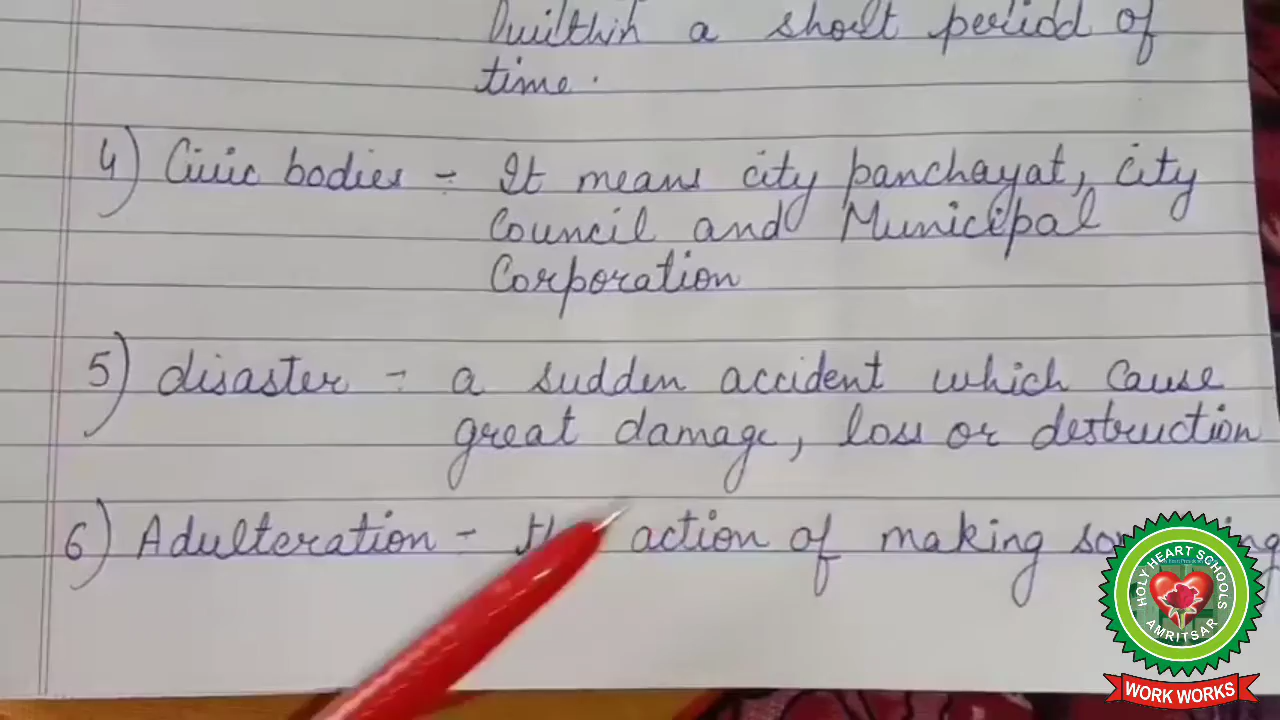 a short period of
time.
4) Civic bodies - It means city panchayat, city
Council and Municipal
Corporation
5) disaster - a sudden accident which cause
great damage, loss or destruction
6) Adulteration - action of making
HOLY HEART SCHOOLS
AMRITSAR
WORK WORKS